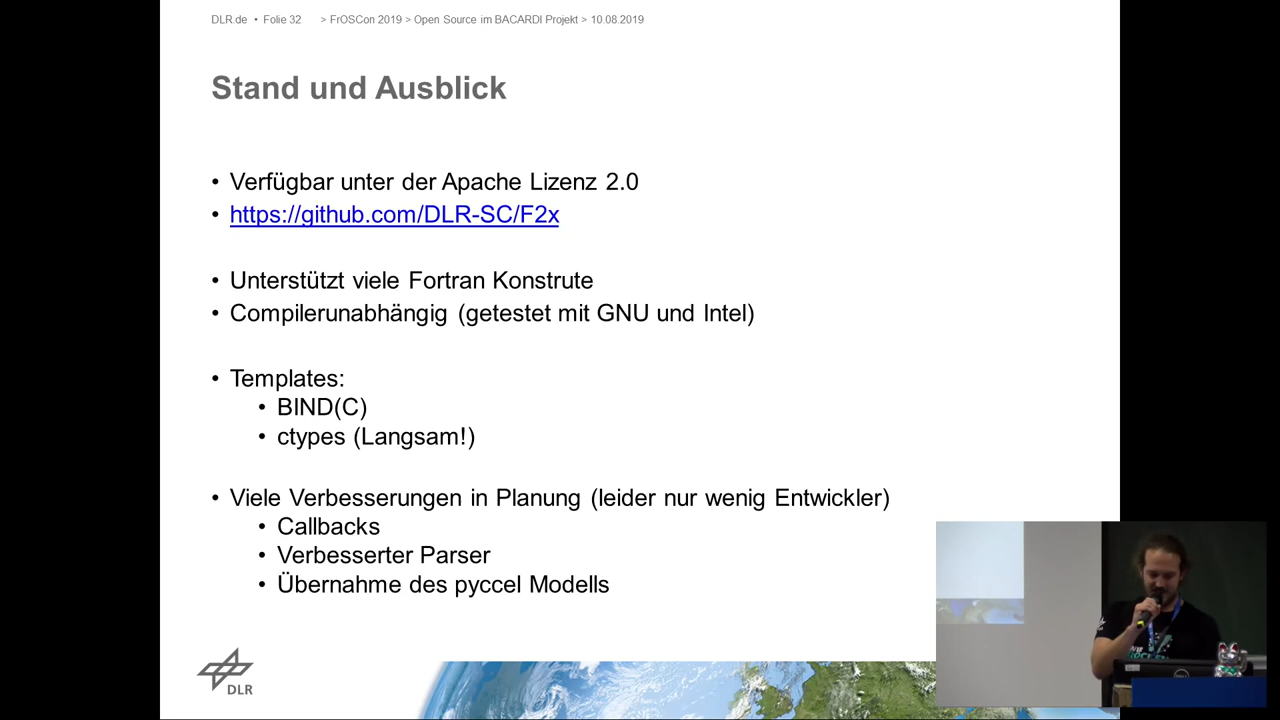 DLR.de • Folie 32 > FrOSCon 2019 > Open Source im BACARDI Projekt > 10.08.2019
Stand und Ausblick
• Verfügbar unter der Apache Lizenz 2.0
• https://github.com/DLR-SC/F2x
• Unterstützt viele Fortran Konstrute
• Compilerunabhängig (getestet mit GNU und Intel)
• Templates:
• BIND(C)
• ctypes (Langsam!)
• Viele Verbesserungen in Planung (leider nur wenig Entwickler)
• Callbacks
• Verbesserter Parser
• Übernahme des pyccel Modells
DLR